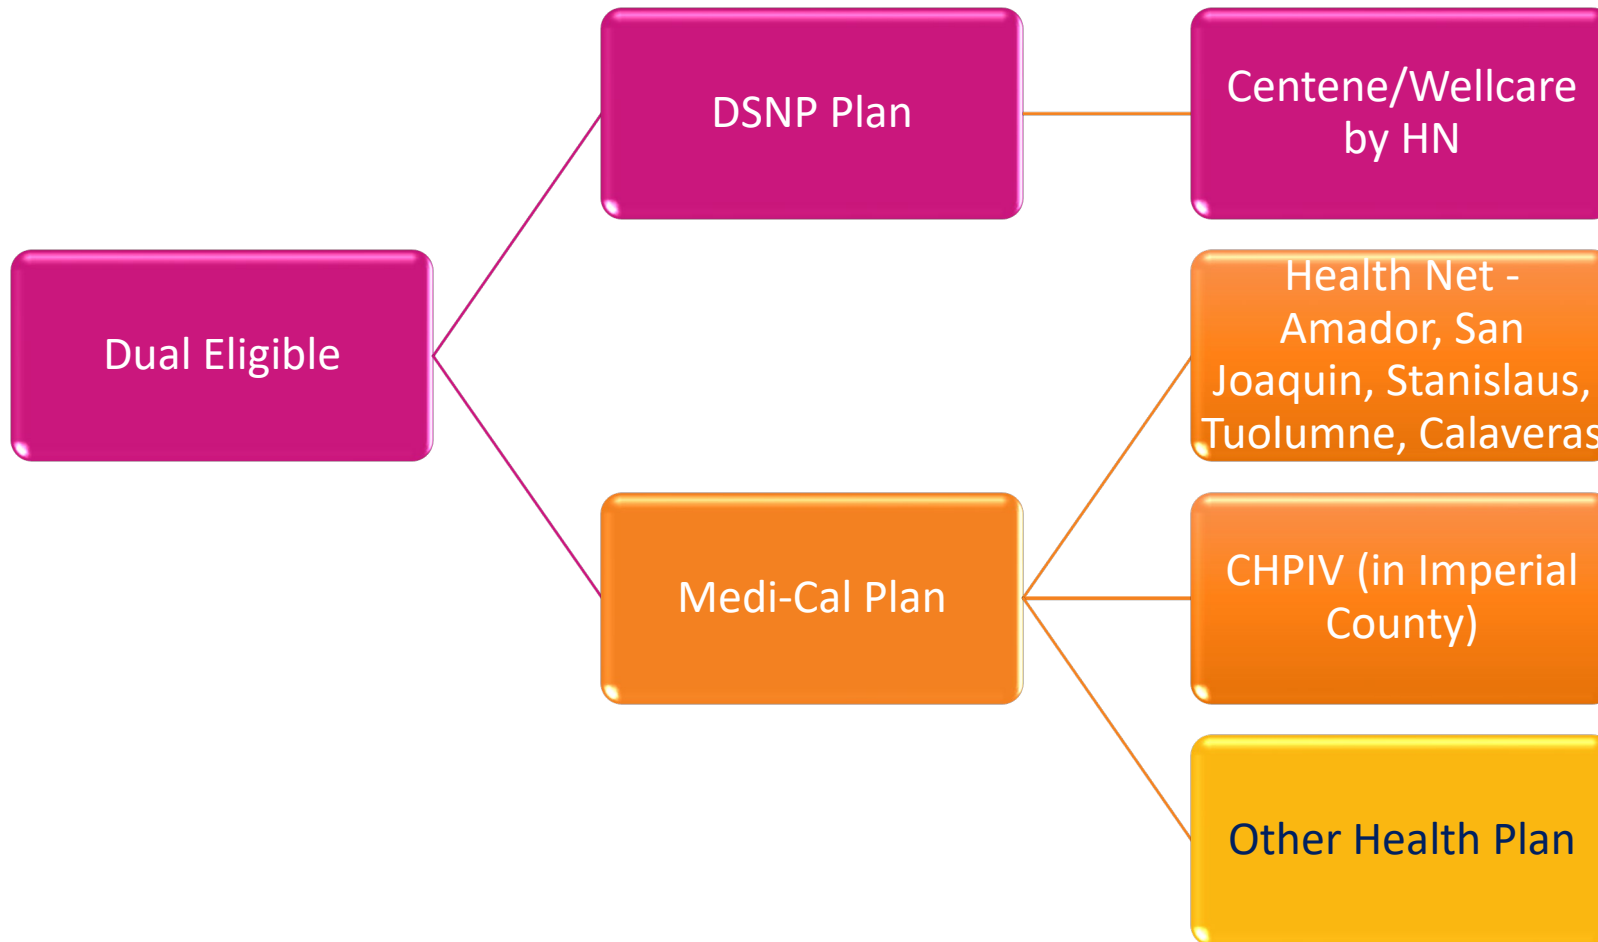 Dual Eligible
DSNP Plan
Centene/Wellcare
by HN
Medi-Cal Plan
Health Net -
Amador, San
Joaquin, Stanislaus,
Tuolumne, Calaveras
CHPIV (in Imperial
County)
Other Health Plan